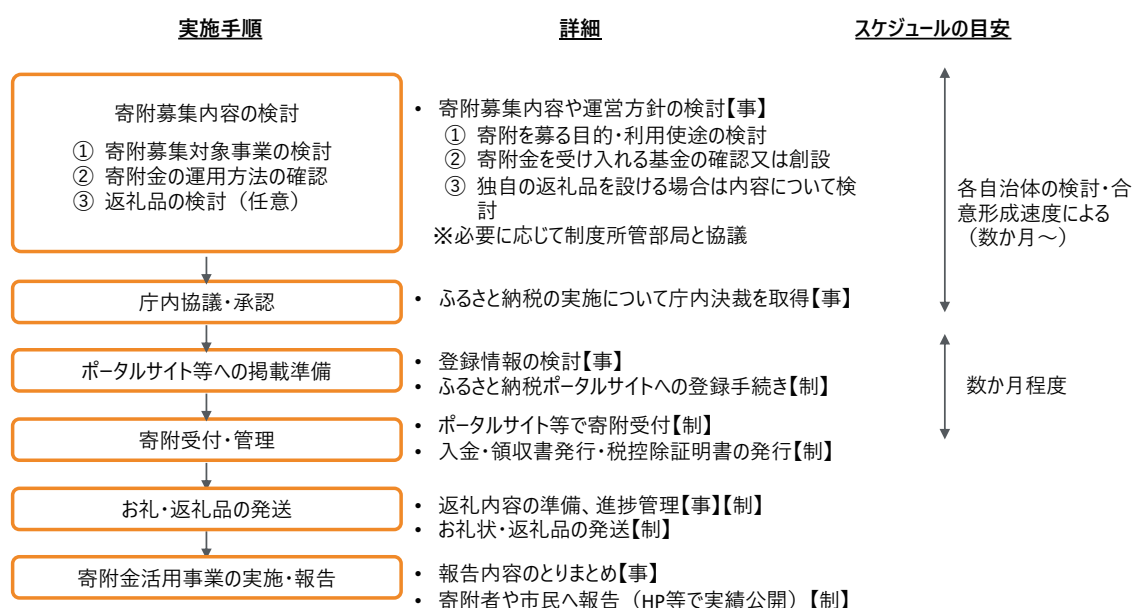 実施手順
詳細
スケジュールの目安
寄附募集内容の検討
① 寄附募集対象事業の検討
② 寄附金の運用方法の確認
③ 返礼品の検討（任意）
• 寄附募集内容や運営方針の検討【事】
① 寄附を募る目的・利用使途の検討
② 寄附金を受け入れる基金の確認又は創設
③ 独自の返礼品を設ける場合は内容について検
討
※必要に応じて制度所管部局と協議
各自治体の検討・合
意形成速度による
（数か月～）
庁内協議・承認
• ふるさと納税の実施について庁内決裁を取得【事】
ポータルサイト等への掲載準備
• 登録情報の検討【事】
• ふるさと納税ポータルサイトへの登録手続き【制】
数か月程度
寄附受付・管理
• ポータルサイト等で寄附受付【制】
• 入金・領収書発行・税控除証明書の発行【制】
お礼・返礼品の発送
• 返礼内容の準備、進捗管理【事】【制】
• お礼状・返礼品の発送【制】
寄附金活用事業の実施・報告
• 報告内容のとりまとめ【事】
• 寄附者や市民へ報告（HP等で実績公開）【制】